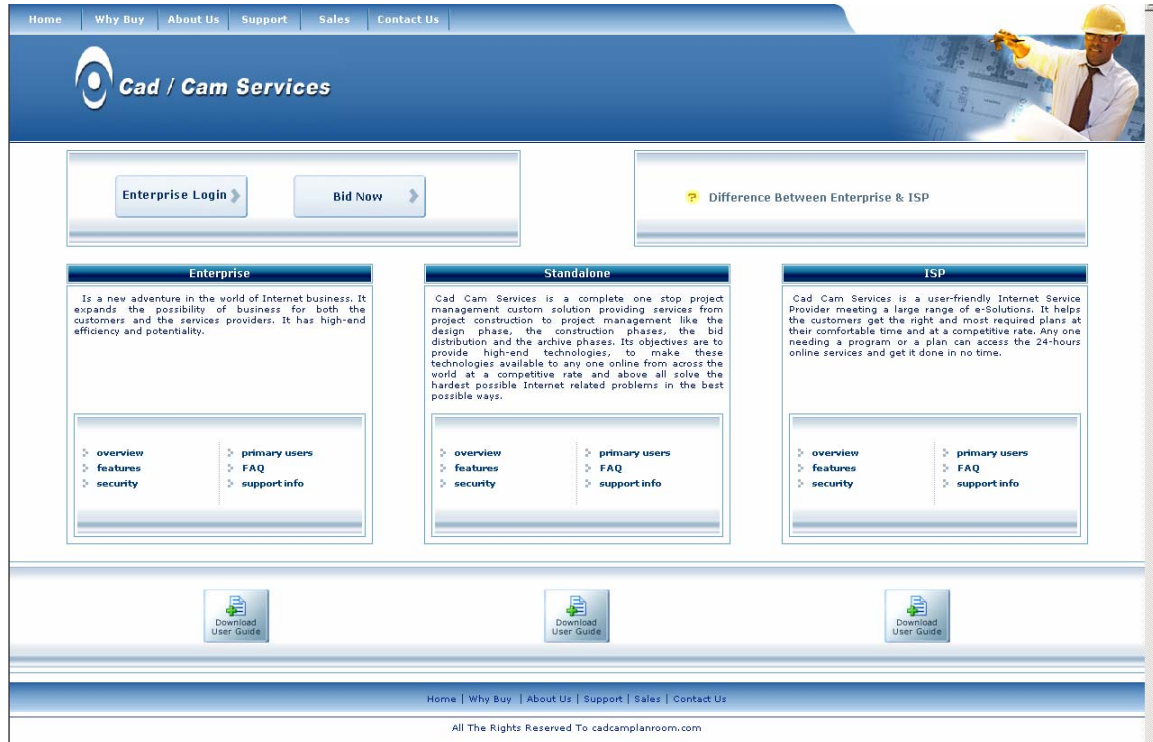 Home Why Buy About Us Support Sales Contact Us
Cad / Cam Services
Enterprise Login
Bid Now
? Difference Between Enterprise & ISP
Enterprise
Is a new adventure in the world of Internet business. It
expands the possibility of business for both the
customers and the services providers. It has high-end
efficiency and potentiality.
overview
features
security
primary users
FAQ
support info
Standalone
Cad Cam Services is a complete one stop project
management custom solution providing services from
project construction to project management like the
design phase, the construction phases, the bid
distribution and the archive phases. Its objectives are to
provide high-end technologies, to make these
technologies available to any one online from across the
world at a competitive rate and above all solve the
hardest possible Internet related problems in the best
possible ways.
overview
features
security
primary users
FAQ
support info
ISP
Cad Cam Services is a user-friendly Internet Service
Provider meeting a large range of e-Solutions. It helps
the customers get the right and most required plans at
their comfortable time and at a competitive rate. Any one
needing a program or a plan can access the 24-hours
online services and get it done in no time.
overview
features
security
primary users
FAQ
support info
Download
User Guide
Download
User Guide
Download
User Guide
Home | Why Buy | About Us | Support | Sales | Contact Us
All The Rights Reserved To cadcamplanroom.com